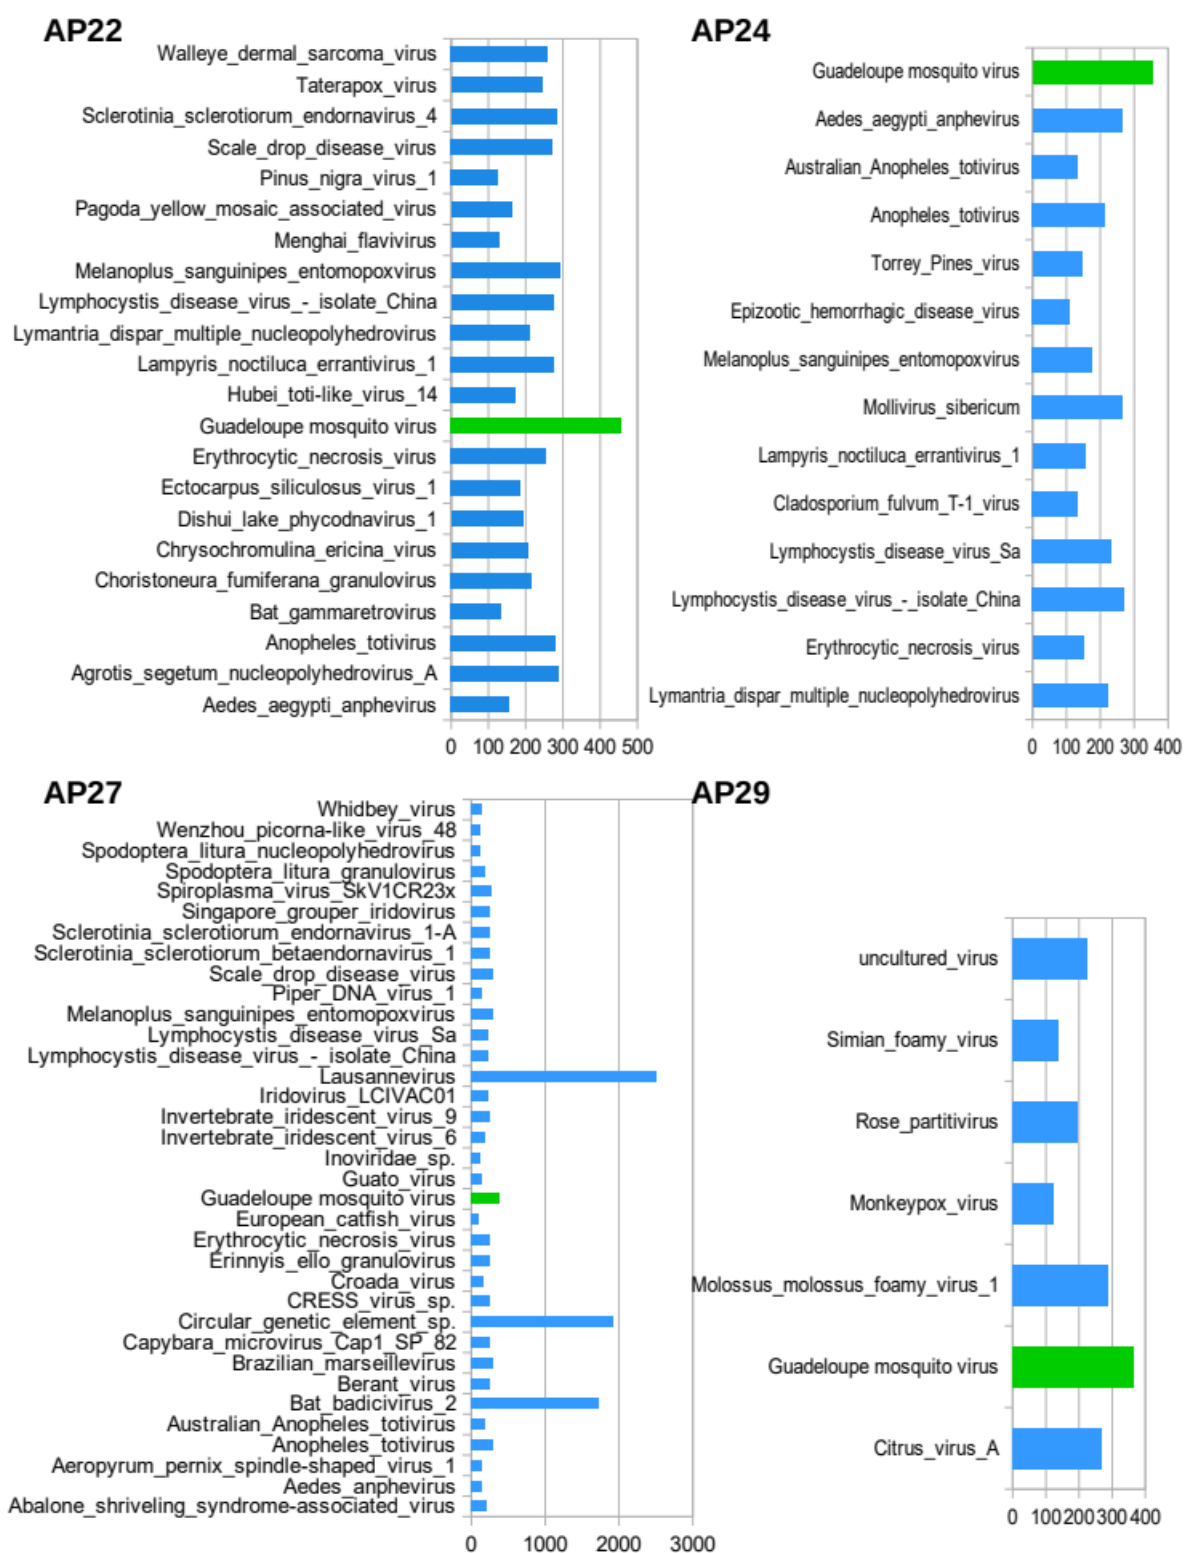 AP22
Walleye_dermal_sarcoma_virus
Taterapox_virus
Sclerotinia_sclerotiorum_endornavirus_4
Scale_drop_disease_virus
Pinus_nigra_virus_1
Pagoda_yellow_mosaic_associated_virus
Menghai_flavivirus
Melanoplus_sanguinipes_entomopoxvirus
Lymphocystis_disease_virus_-_isolate_China
Lymantria_dispar_multiple_nucleopolyhedrovirus
Lampyris_noctiluca_errantivirus_1
Hubei_toti-like_virus_14
Guadeloupe mosquito virus
Erythrocytic_necrosis_virus
Ectocarpus_siliculosus_virus_1
Dishui_lake_phycodnavirus_1
Chrysochromulina_ericina_virus
Choristoneura_fumiferana_granulovirus
Bat_gammaretrovirus
Anopheles_totivirus
Agrotis_segetum_nucleopolyhedrovirus_A
Aedes_aegypti_anphevirus
0 100 200 300 400 500
AP24
Guadeloupe mosquito virus
Aedes_aegypti_anphevirus
Australian_Anopheles_totivirus
Anopheles_totivirus
Torrey_Pines_virus
Epizootic_hemorrhagic_disease_virus
Melanoplus_sanguinipes_entomopoxvirus
Mollivirus_sibericum
Lampyris_noctiluca_errantivirus_1
Cladosporium_fulvum_T-1_virus
Lymphocystis_disease_virus_Sa
Lymphocystis_disease_virus_-_isolate_China
Erythrocytic_necrosis_virus
Lymantria_dispar_multiple_nucleopolyhedrovirus
0 100 200 300 400
AP27
Whidbey_virus
Wenzhou_picorna-like_virus_48
Spodoptera_litura_nucleopolyhedrovirus
Spodoptera_litura_granulovirus
Spiroplasma_virus_SkV1CR23x
Singapore_grouper_iridovirus
Sclerotinia_sclerotiorum_endornavirus_1-A
Sclerotinia_sclerotiorum_betaendornavirus_1
Scale_drop_disease_virus
Piper_DNA_virus_1
Melanoplus_sanguinipes_entomopoxvirus
Lymphocystis_disease_virus_Sa
Lymphocystis_disease_virus_-_isolate_China
Lausannevirus
Iridovirus_LCIVAC01
Invertebrate_iridescent_virus_9
Invertebrate_iridescent_virus_6
Inoviridae_sp.
Guato_virus
Guadeloupe mosquito virus
European_catfish_virus
Erythrocytic_necrosis_virus
Erinnyis_ello_granulovirus
Croada_virus
CRESS_virus_sp.
Circular_genetic_element_sp.
Capybara_microvirus_Cap1_SP_82
Brazilian_marseillevirus
Berant_virus
Bat_badicivirus_2
Australian_Anopheles_totivirus
Anopheles_totivirus
Aeropyrum_pernix_spindle-shaped_virus_1
Aedes_anphevirus
Abalone_shriveling_syndrome-associated_virus
0 1000 2000 3000
AP29
uncultured_virus
Simian_foamy_virus
Rose_partitivirus
Monkeypox_virus
Molossus_molossus_foamy_virus_1
Guadeloupe mosquito virus
Citrus_virus_A
0 100 200 300 400